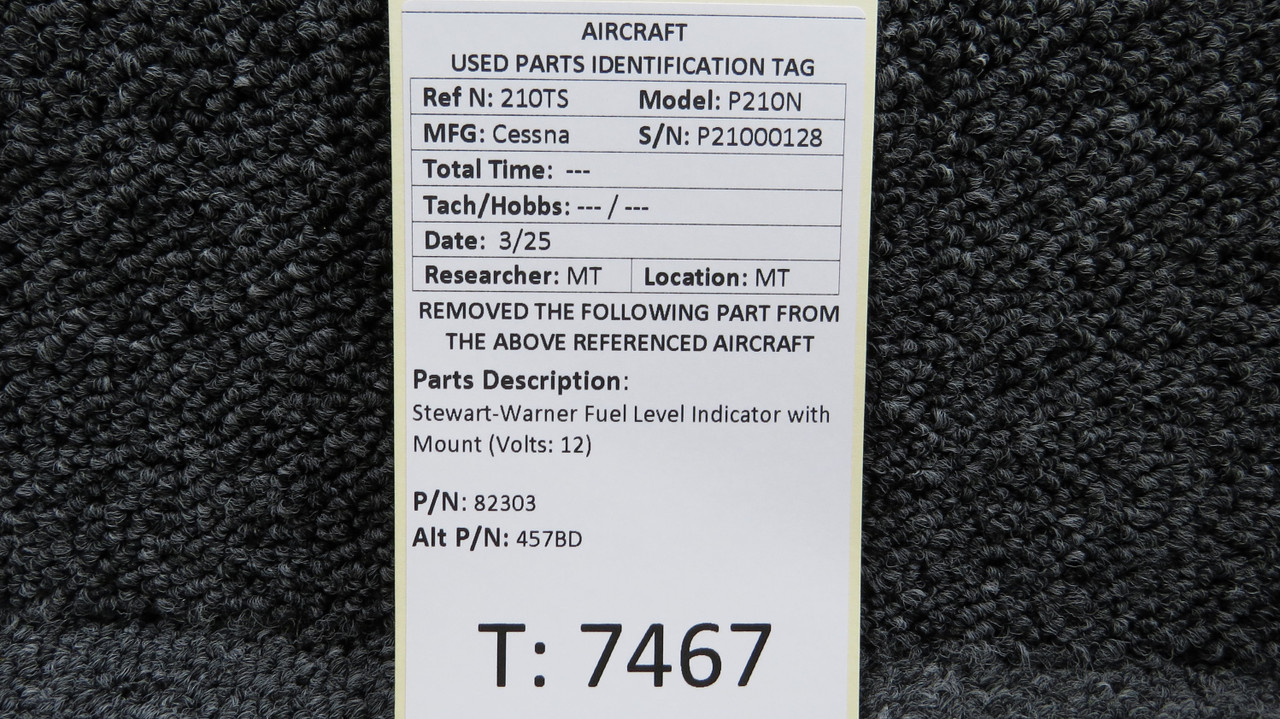 AIRCRAFT
USED PARTS IDENTIFICATION TAG
Ref N: 210TS Model: P210N
MFG: Cessna S/N: P21000128
Total Time: ---
Tach/Hobbs: --- / ---
Date: 3/25
Researcher: MT Location: MT
REMOVED THE FOLLOWING PART FROM
THE ABOVE REFERENCED AIRCRAFT
Parts Description:
Stewart-Warner Fuel Level Indicator with
Mount (Volts: 12)
P/N: 82303
Alt P/N: 457BD
T: 7467